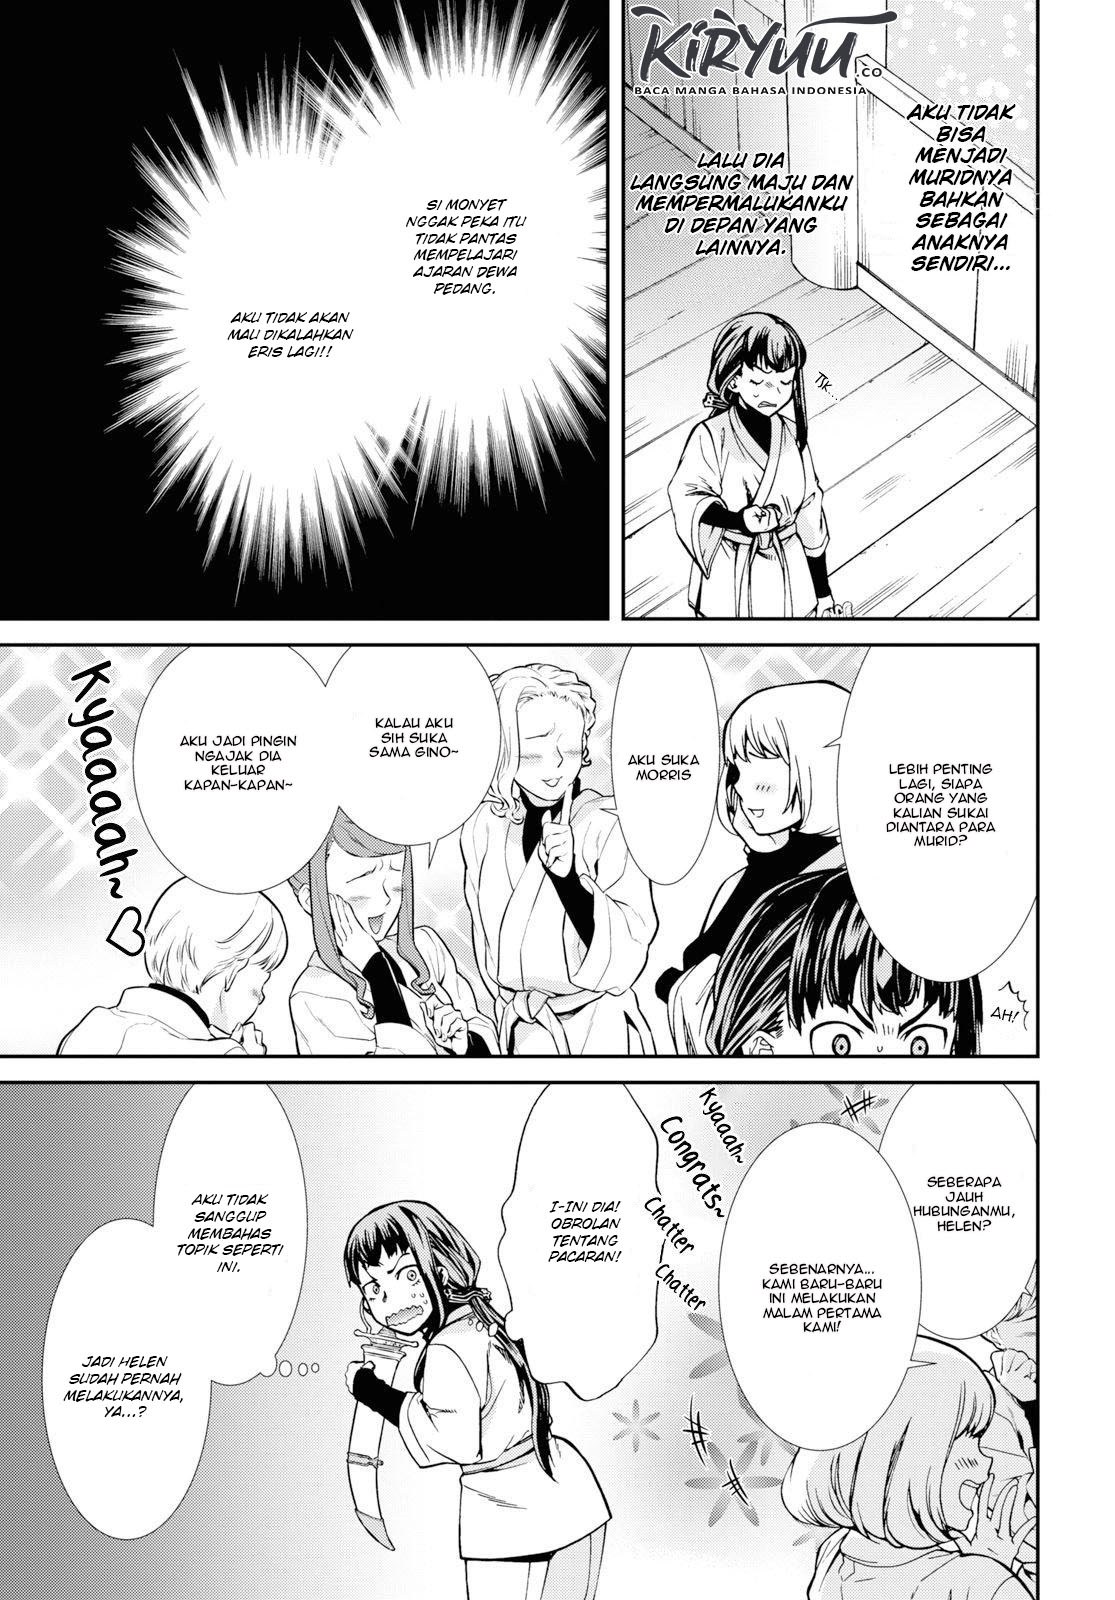 KIRYUU.CO
BACA MANGA BAHASA INDONESIA
AKU TIDAK
BISA
MENJADI
MURIDNYA
BAHKAN
SEBAGAI
ANAKNYA
SENDIRI...
LALU DIA
LANGSUNG MAJU DAN
MEMPERMALUKANKU
DI DEPAN YANG
LAINNYA.
TSK...
SI MONYET
NGGAK PEKA ITU
TIDAK PANTAS
MEMPELAJARI
AJARAN DEWA
PEDANG.
AKU TIDAK AKAN
MAU DIKALAHKAN
ERIS LAGI!!
LEBIH PENTING
LAGI, SIAPA
ORANG YANG
KALIAN SUKAI
DIANTARA PARA
MURID?
AH!
AKU SUKA
MORRIS
KALAU AKU
SIH SUKA
SAMA GINO~
AKU JADI PINGIN
NGAJAK DIA
KELUAR
KAPAN-KAPAN~
Kyaaaaah~♡
SEBERAPA
JAUH
HUBUNGANMU,
HELEN?
SEBENARNYA...
KAMI BARU-BARU
INI MELAKUKAN
MALAM PERTAMA
KAMI!
Kyaaah~
Congrats~
Chatter
Chatter
I-INI DIA!
OBROLAN
TENTANG
PACARAN!
AKU TIDAK
SANGGUP
MEMBAHAS
TOPIK SEPERTI
INI.
JADI HELEN
SUDAH PERNAH
MELAKUKANNYA,
YA...?